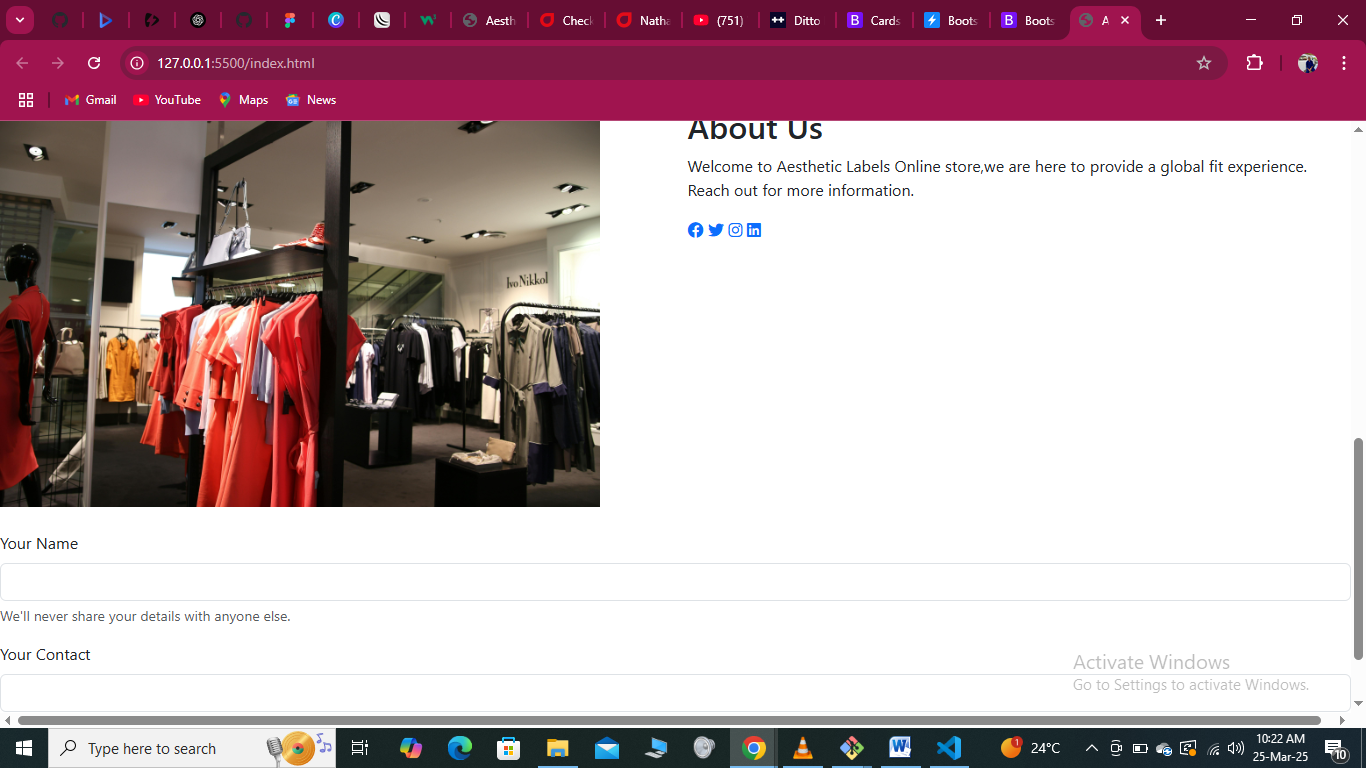 Aesth
Check
Natha
(751)
Ditto
Cards
Boots
Boots
A
127.0.0.1:5500/index.html
Gmail
YouTube
Maps
News
About Us
Welcome to Aesthetic Labels Online store,we are here to provide a global fit experience.
Reach out for more information.
Ivo Nikkolo
Your Name
We'll never share your details with anyone else.
Your Contact
Activate Windows
Go to Settings to activate Windows.
Type here to search
1
24°C
10:22 AM
25-Mar-25
10